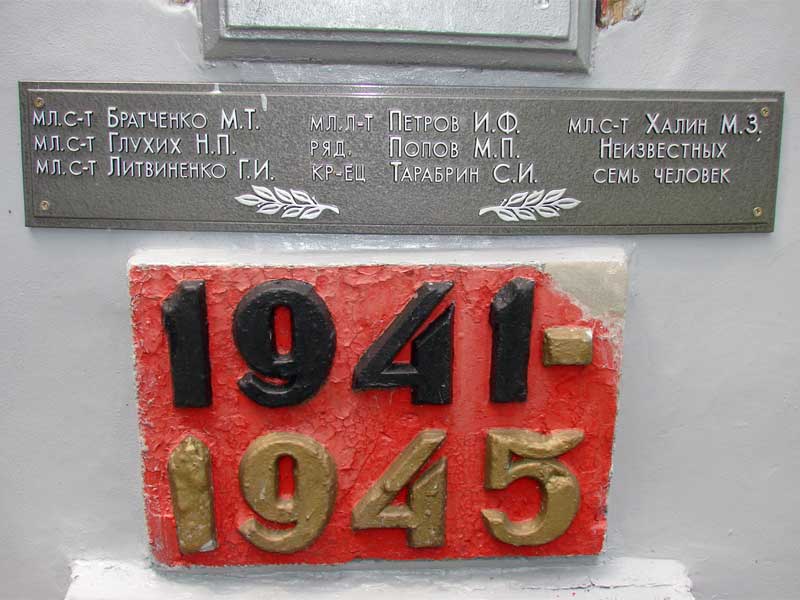 мл.с-т Братченко М.Т.
мл.с-т Глухих Н.П.
мл.с-т Литвиненко Г.И.
мл.л-т Петров И.Ф.
ряд. Попов М.П.
кр-ец Тарабрин С.И.
мл.с-т Халин М.З.
Неизвестных
семь человек
1941-
1945